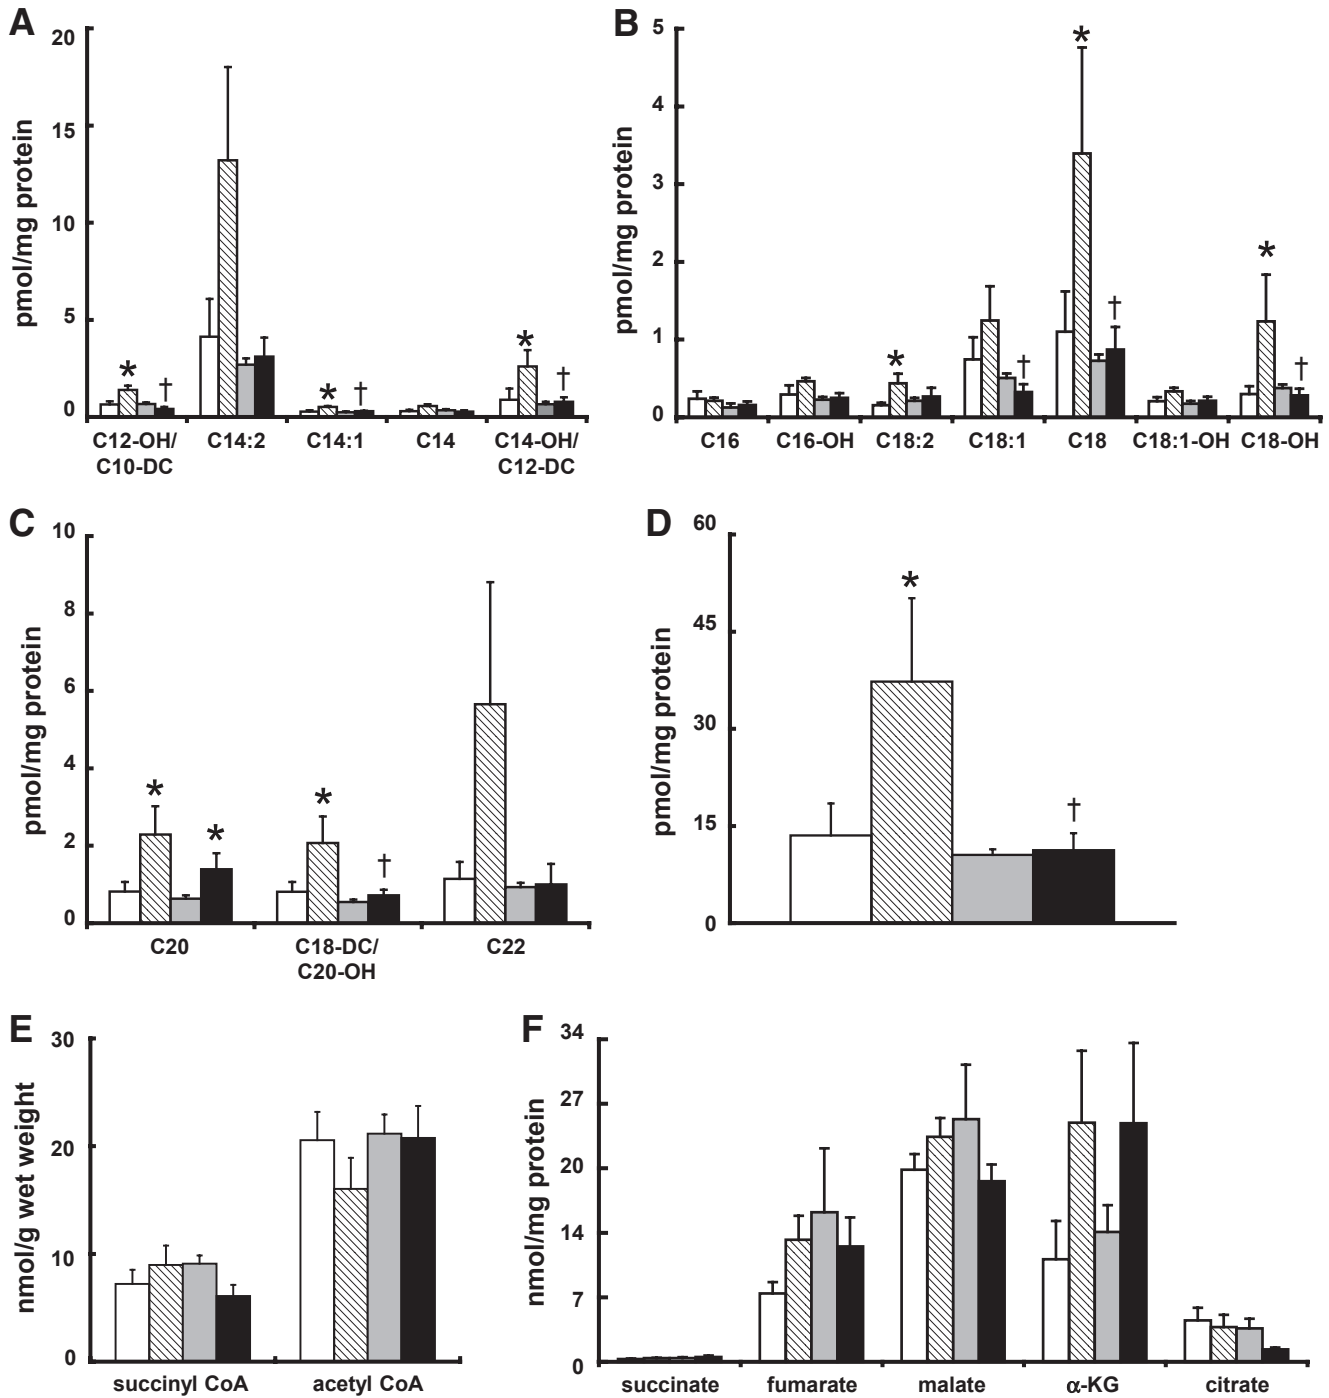 A
pmol/mg protein
20
15
10
5
0
* † * † * †
C12-OH/ C14:2 C14:1 C14 C14-OH/
C10-DC C12-DC
B
pmol/mg protein
5
4
3
2
1
0
* † * † * †
C16 C16-OH C18:2 C18:1 C18 C18:1-OH C18-OH
C
pmol/mg protein
10
8
6
4
2
0
* * * †
C20 C18-DC/ C22
C20-OH
D
pmol/mg protein
60
45
30
15
0
* †
E
nmol/g wet weight
30
20
10
0
succinyl CoA acetyl CoA
F
nmol/mg protein
34
27
20
14
7
0
succinate fumarate malate α-KG citrate